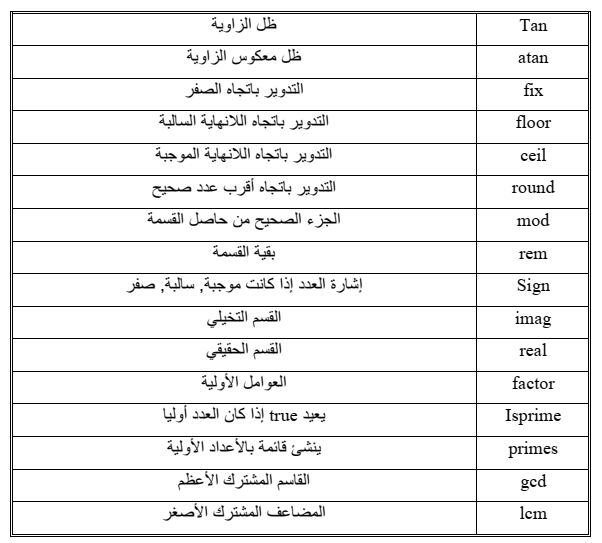 Tan ظل الزاوية
atan ظل معكوس الزاوية
fix التدوير باتجاه الصفر
floor التدوير باتجاه اللانهاية السالبة
ceil التدوير باتجاه اللانهاية الموجبة
round التدوير باتجاه أقرب عدد صحيح
mod الجزء الصحيح من حاصل القسمة
rem بقية القسمة
Sign إشارة العدد إذا كانت موجبة, سالبة, صفر
imag القسم التخيلي
real القسم الحقيقي
factor العوامل الأولية
Isprime يعيد true إذا كان العدد أوليا
primes ينشئ قائمة بالأعداد الأولية
gcd القاسم المشترك الأعظم
lcm المضاعف المشترك الأصغر